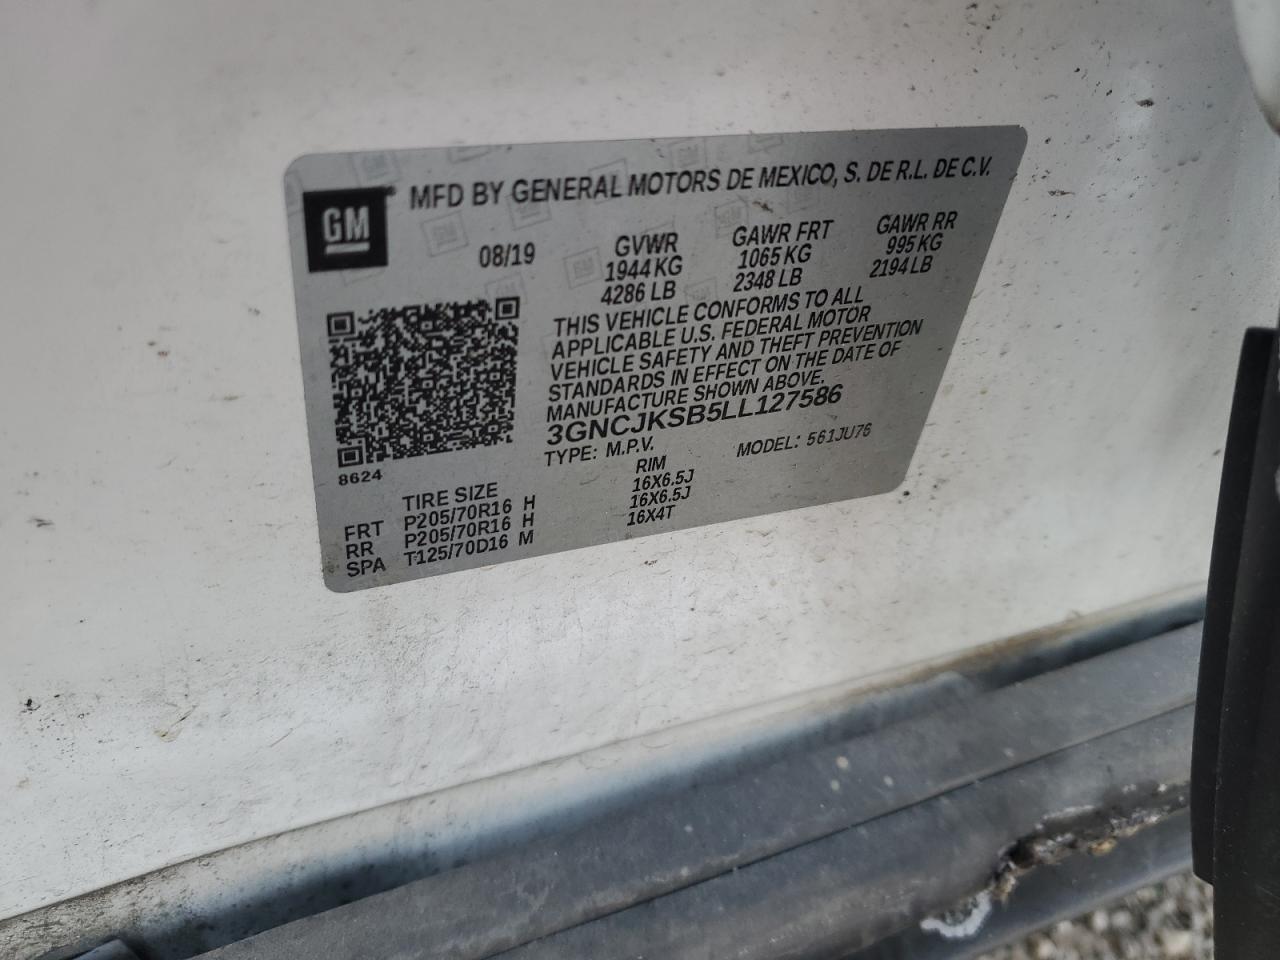 GM MFD BY GENERAL MOTORS DE MEXICO, S. DE R.L. DE C.V.
08/19 GVWR GAWR FRT GAWR RR
1944 KG 1065 KG 995 KG
4286 LB 2348 LB 2194 LB
THIS VEHICLE CONFORMS TO ALL
APPLICABLE U.S. FEDERAL MOTOR
VEHICLE SAFETY AND THEFT PREVENTION
STANDARDS IN EFFECT ON THE DATE OF
MANUFACTURE SHOWN ABOVE.
3GNCJKSB5LL127586
TYPE: M.P.V. MODEL: 561JU76
8624
TIRE SIZE RIM
FRT P205/70R16 H 16X6.5J
RR P205/70R16 H 16X6.5J
SPA T125/70D16 M 16X4T